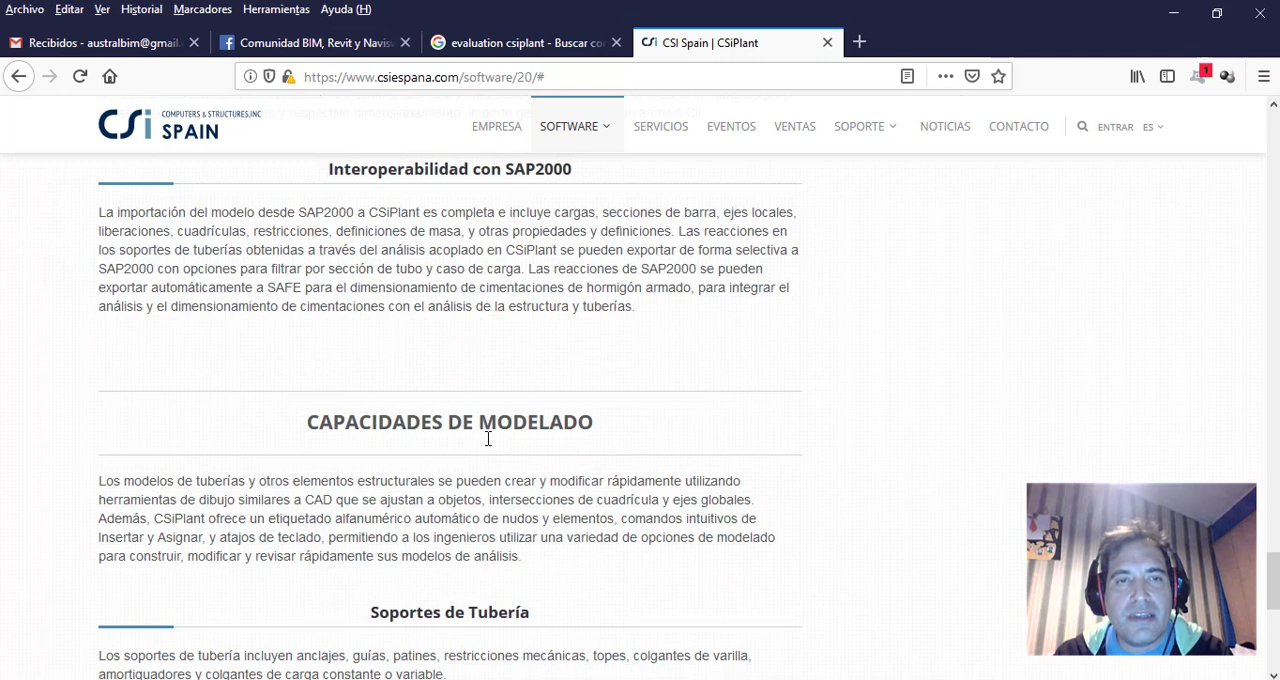 Archivo Editar Ver Historial Marcadores Herramientas Ayuda (H)
Recibidos - australbim@gmail.
Comunidad BIM, Revit y Navisw
evaluation csiplant - Buscar co
CSI Spain | CSiPlant
https://www.csiespana.com/software/20/#
1
CSi COMPUTERS & STRUCTURES, INC
SPAIN
EMPRESA SOFTWARE SERVICIOS EVENTOS VENTAS SOPORTE NOTICIAS CONTACTO ENTRAR ES
Interoperabilidad con SAP2000
La importación del modelo desde SAP2000 a CSiPlant es completa e incluye cargas, secciones de barra, ejes locales,
liberaciones, cuadrículas, restricciones, definiciones de masa, y otras propiedades y definiciones. Las reacciones en
los soportes de tuberías obtenidas a través del análisis acoplado en CSiPlant se pueden exportar de forma selectiva a
SAP2000 con opciones para filtrar por sección de tubo y caso de carga. Las reacciones de SAP2000 se pueden
exportar automáticamente a SAFE para el dimensionamiento de cimentaciones de hormigón armado, para integrar el
análisis y el dimensionamiento de cimentaciones con el análisis de la estructura y tuberías.
CAPACIDADES DE MODELADO
Los modelos de tuberías y otros elementos estructurales se pueden crear y modificar rápidamente utilizando
herramientas de dibujo similares a CAD que se ajustan a objetos, intersecciones de cuadrícula y ejes globales.
Además, CSiPlant ofrece un etiquetado alfanumérico automático de nudos y elementos, comandos intuitivos de
Insertar y Asignar, y atajos de teclado, permitiendo a los ingenieros utilizar una variedad de opciones de modelado
para construir, modificar y revisar rápidamente sus modelos de análisis.
Soportes de Tubería
Los soportes de tubería incluyen anclajes, guías, patines, restricciones mecánicas, topes, colgantes de varilla,
amortiguadores y colgantes de carga constante o variable.